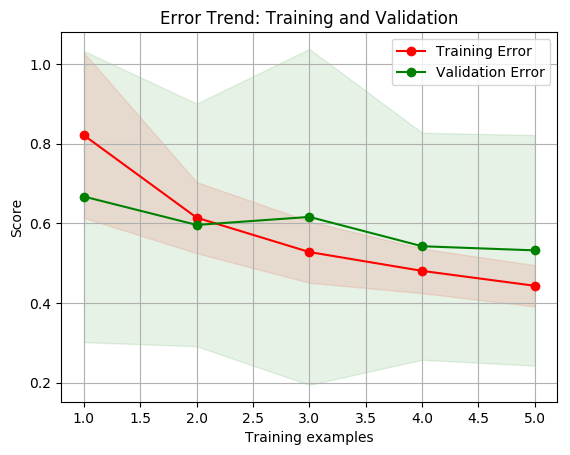 Error Trend: Training and Validation
Training Error
Validation Error
1.0
0.8
0.6
0.4
0.2
Score
1.0 1.5 2.0 2.5 3.0 3.5 4.0 4.5 5.0
Training examples